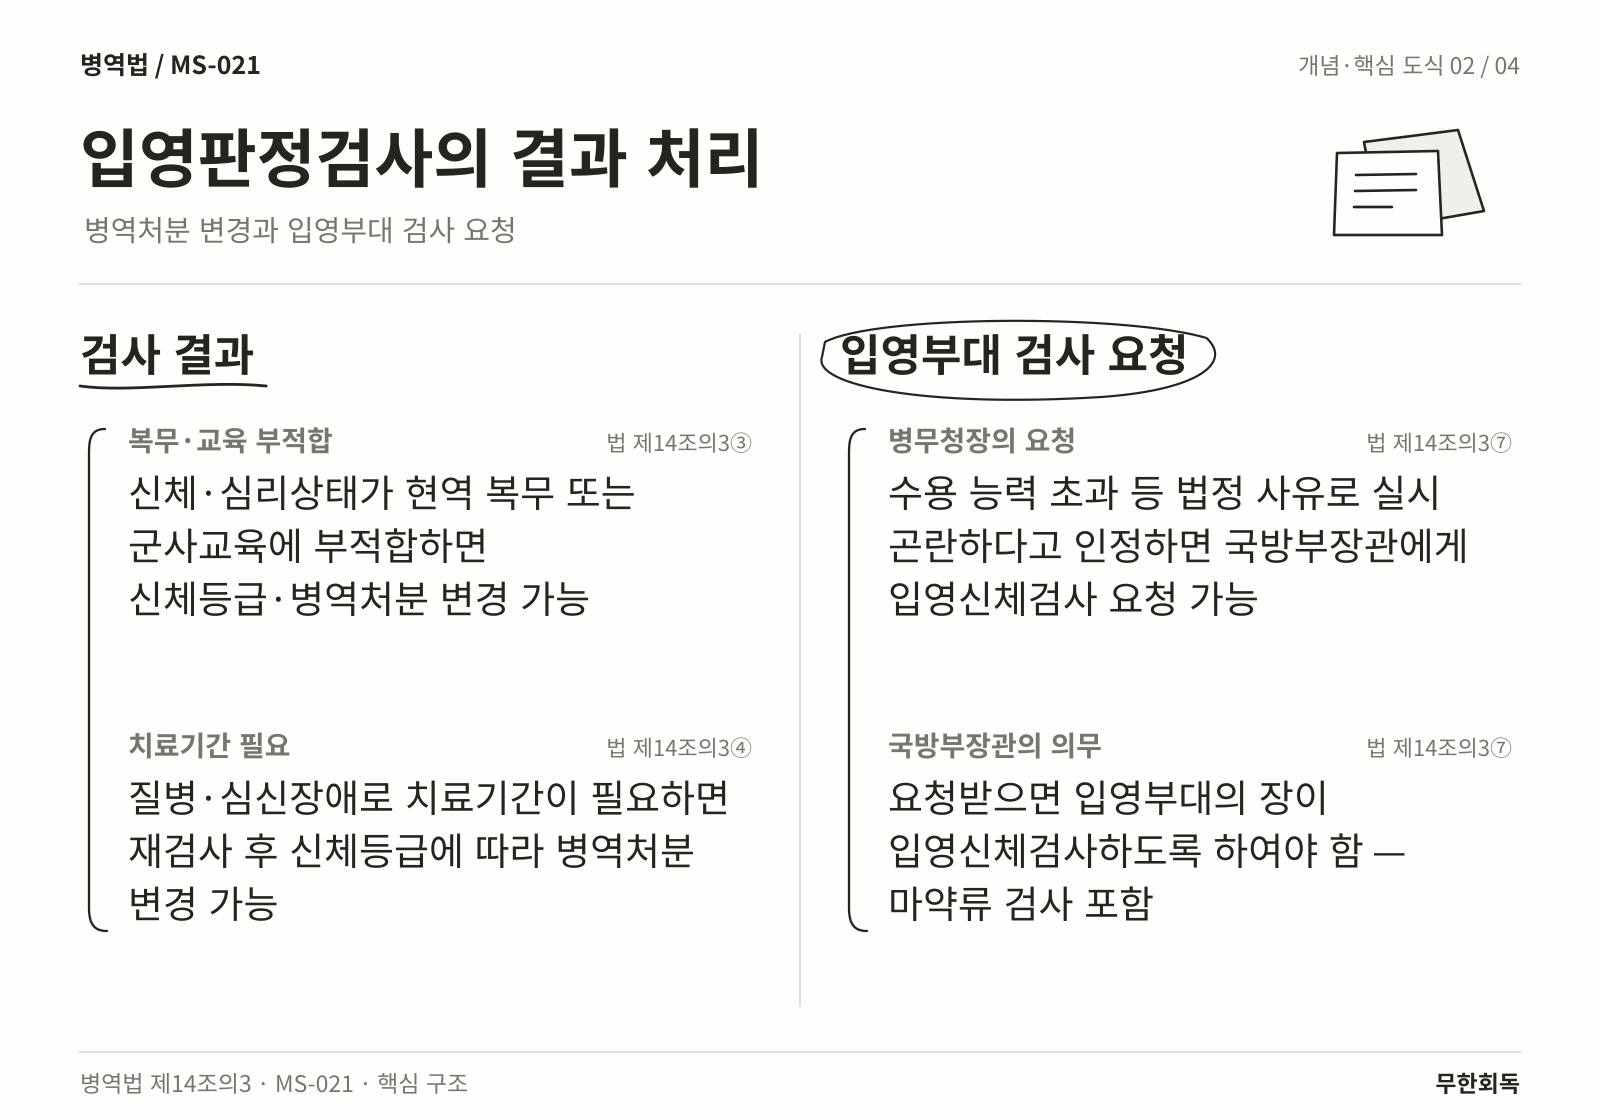 병역법 / MS-021
개념·핵심 도식 02 / 04
입영판정검사의 결과 처리
병역처분 변경과 입영부대 검사 요청
검사 결과
복무·교육 부적합
법 제14조의3③
신체·심리상태가 현역 복무 또는
군사교육에 부적합하면
신체등급·병역처분 변경 가능
치료기간 필요
법 제14조의3④
질병·심신장애로 치료기간이 필요하면
재검사 후 신체등급에 따라 병역처분
변경 가능
입영부대 검사 요청
병무청장의 요청
법 제14조의3⑦
수용 능력 초과 등 법정 사유로 실시
곤란하다고 인정하면 국방부장관에게
입영신체검사 요청 가능
국방부장관의 의무
법 제14조의3⑦
요청받으면 입영부대의 장이
입영신체검사하도록 하여야 함 —
마약류 검사 포함
병역법 제14조의3 · MS-021 · 핵심 구조
무한회독